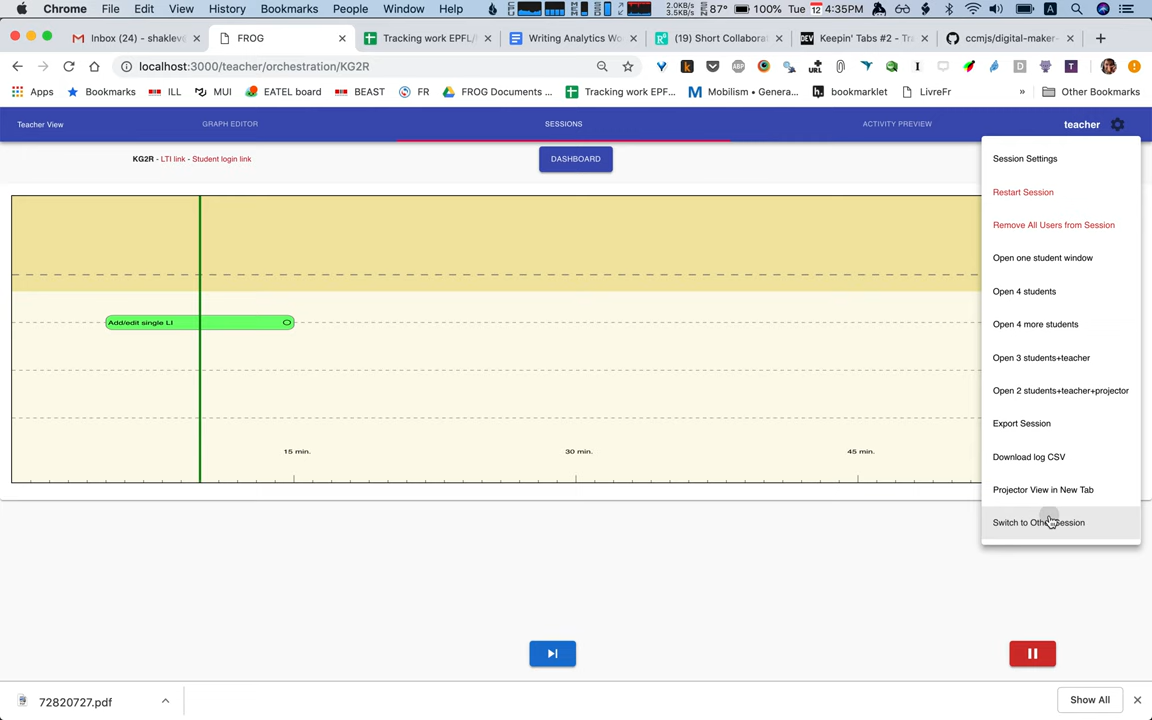 Chrome File Edit View History Bookmarks People Window Help 2.0KB/s 3.5KB/s 87° 100% Tue 12 4:35PM A
Inbox (24) - shaklev FROG Tracking work EPFL/ Writing Analytics Wo (19) Short Collabora Keepin' Tabs #2 - Tra ccmjs/digital-maker-
localhost:3000/teacher/orchestration/KG2R
Apps Bookmarks ILL MUI EATEL board BEAST FR FROG Documents ... Tracking work EPF... Mobilism • Genera... bookmarklet LivreFr » Other Bookmarks
Teacher View GRAPH EDITOR SESSIONS ACTIVITY PREVIEW teacher
KG2R - LTI link - Student login link DASHBOARD
Session Settings
Restart Session
Remove All Users from Session
Open one student window
Open 4 students
Open 4 more students
Open 3 students+teacher
Open 2 students+teacher+projector
Export Session
Download log CSV
Projector View in New Tab
Switch to Other Session
Add/edit single LI
15 min. 30 min. 45 min.
72820727.pdf Show All